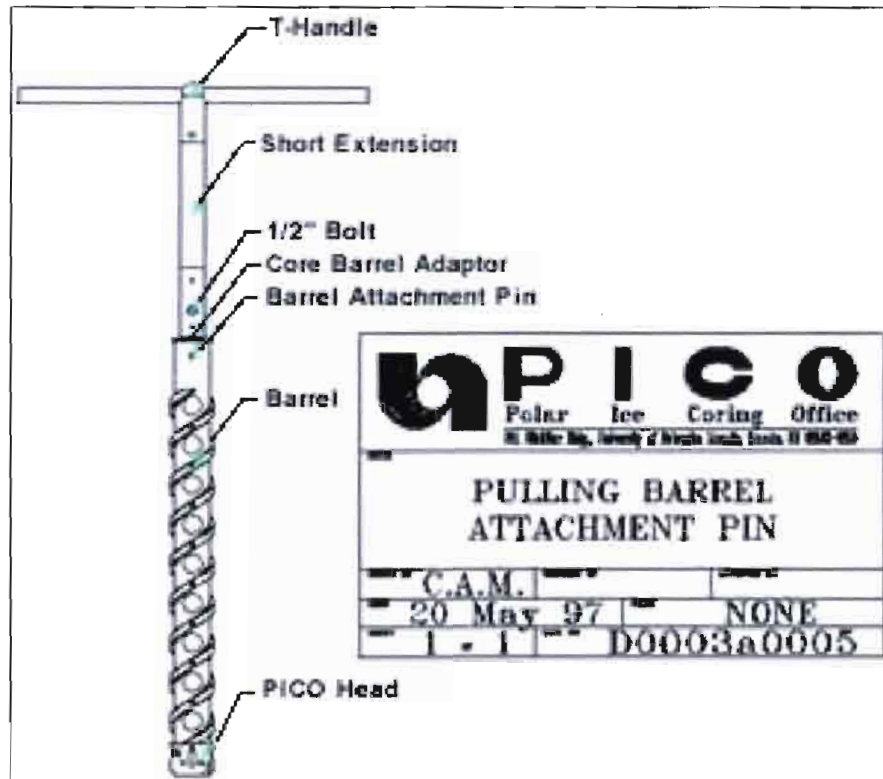 T-Handle
Short Extension
1/2" Bolt
Core Barrel Adaptor
Barrel Attachment Pin
Barrel
PICO Head
PICO
Polar Ice Coring Office
PULLING BARREL
ATTACHMENT PIN
C.A.M.
20 May 97 NONE
1 - 1 D0003a0005